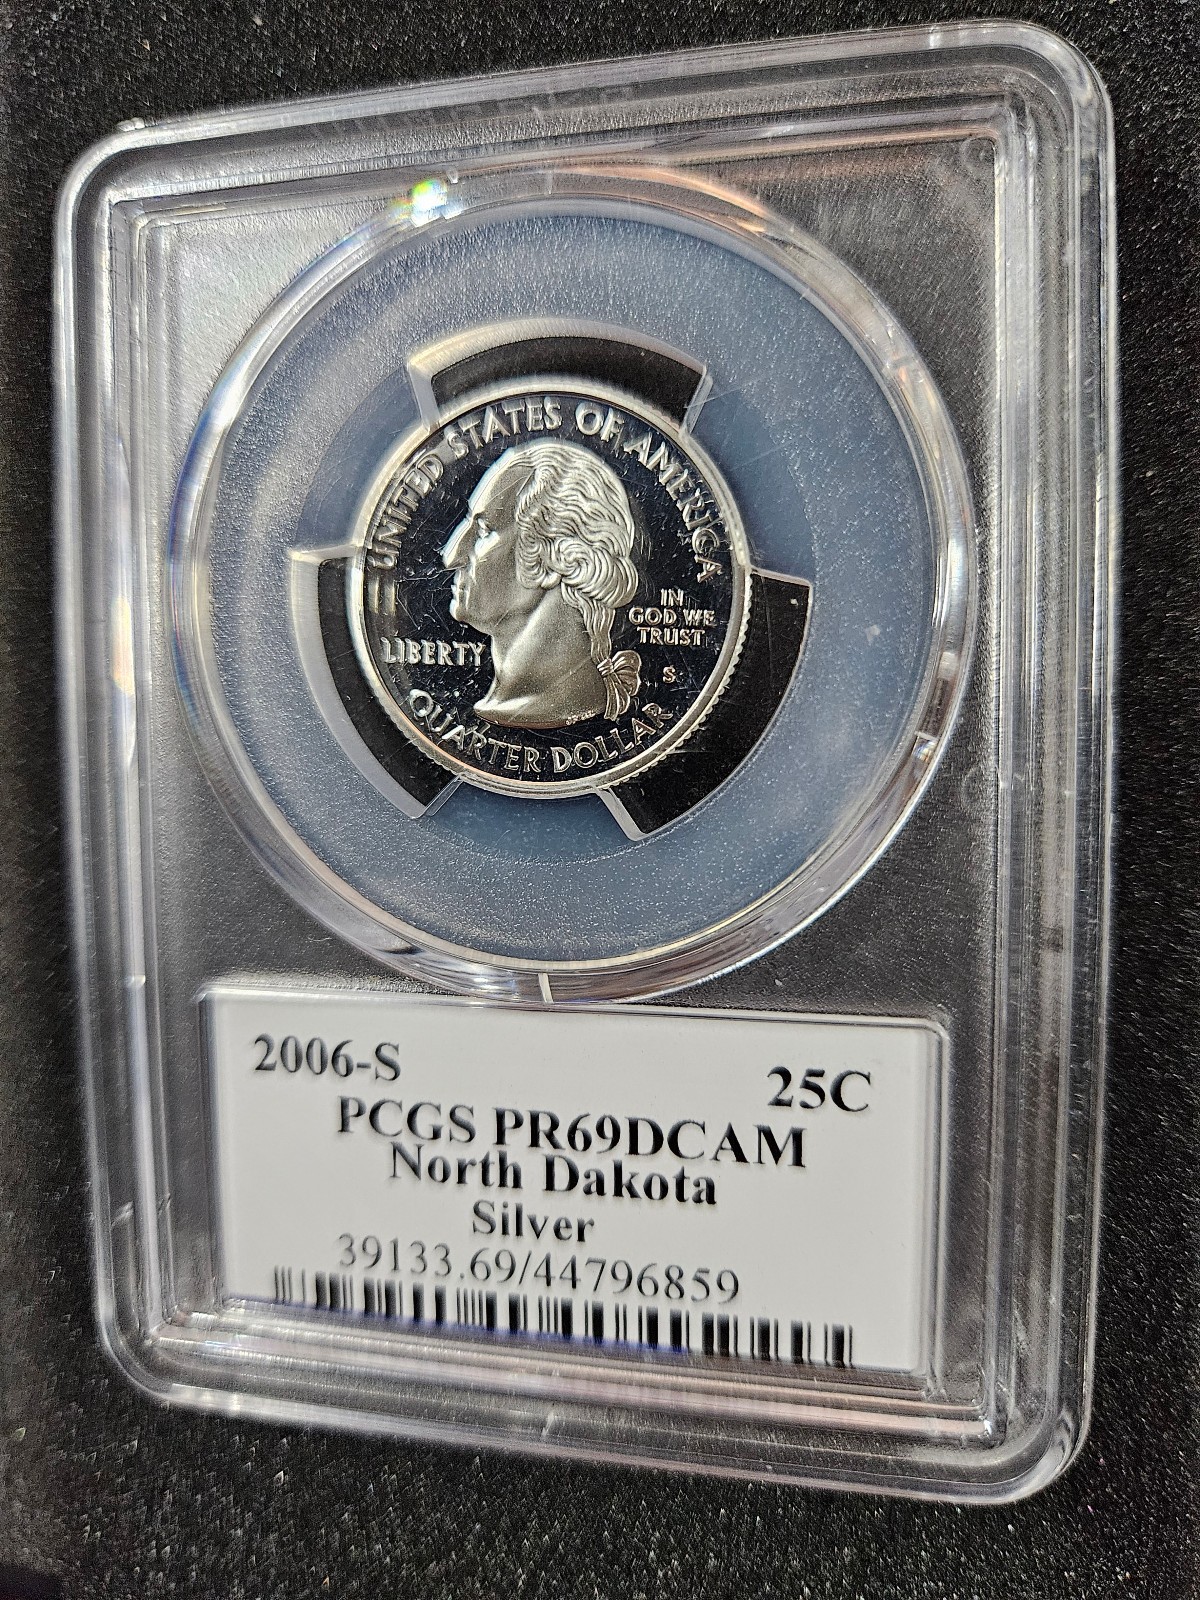 UNITED STATES OF AMERICA
LIBERTY
IN
GOD WE
TRUST
S
QUARTER DOLLAR
2006-S
25C
PCGS PR69DCAM
North Dakota
Silver
39133.69/44796859